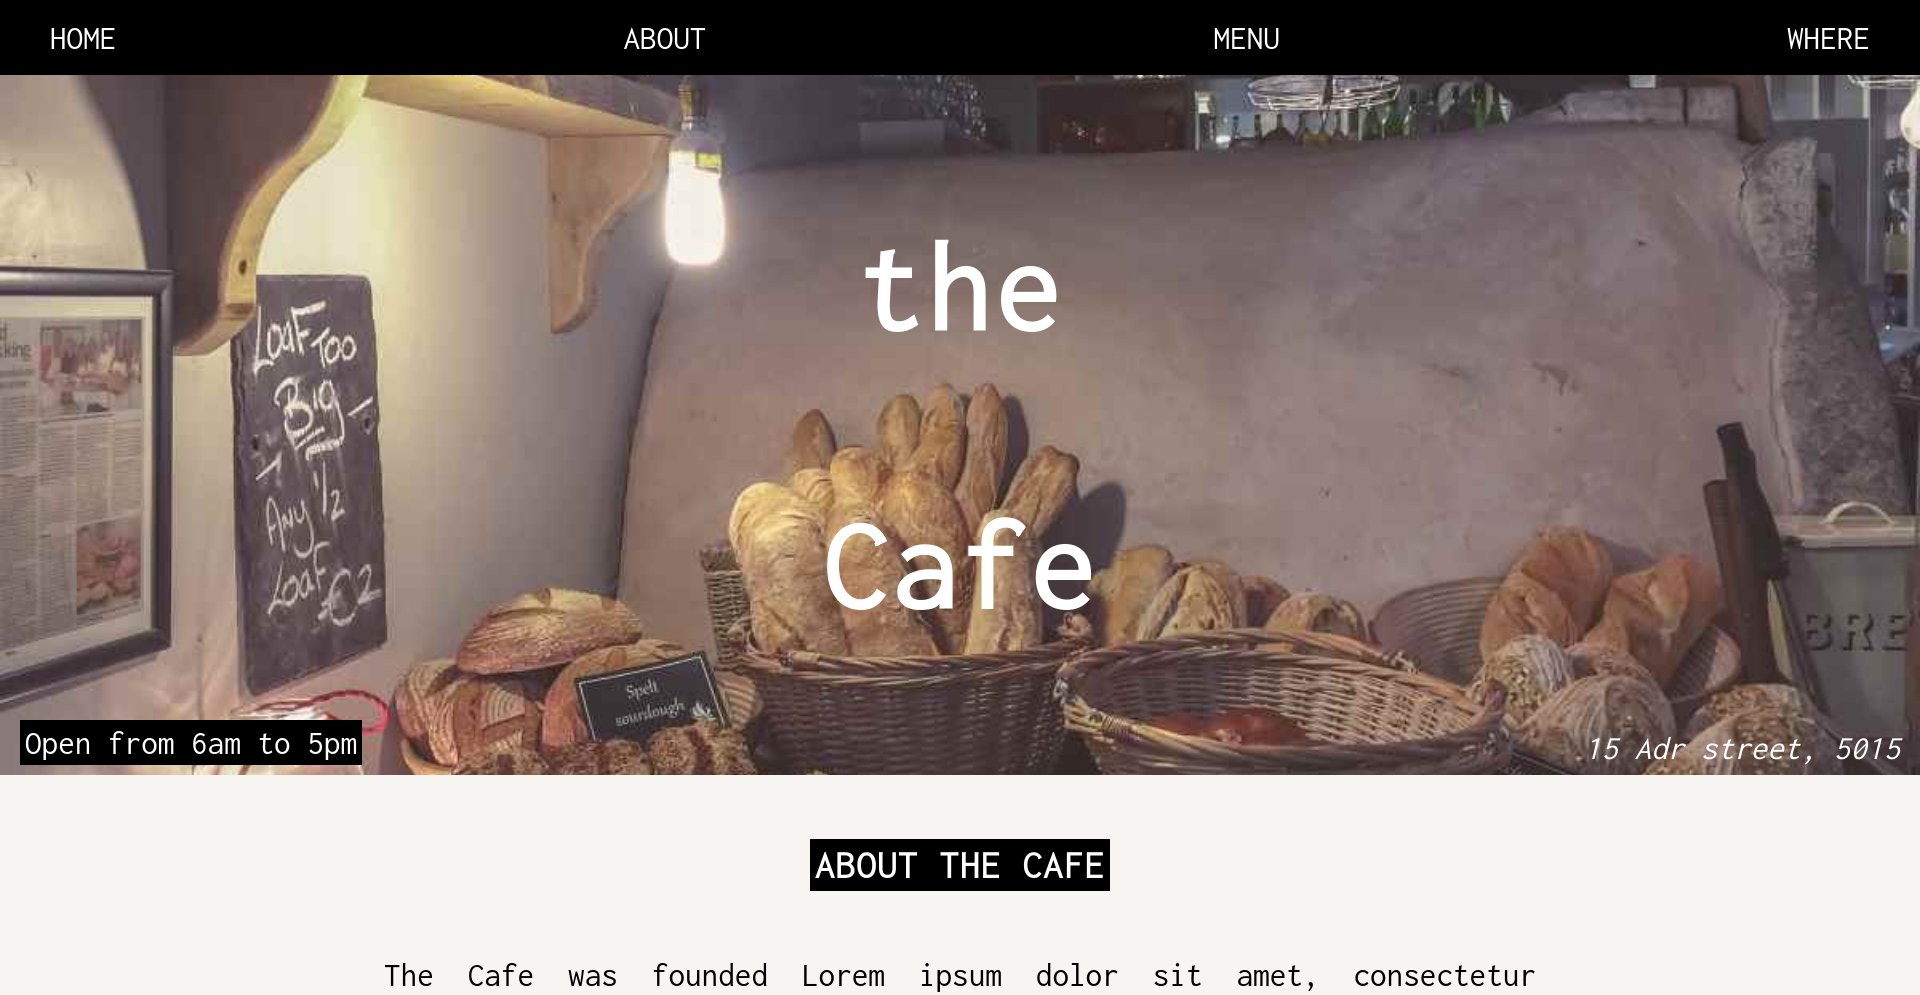 HOME ABOUT MENU WHERE
the
Cafe
Loaf Too
Big
Any 1/2
Loaf
€2
Spelt
sourdough
BRE
Open from 6am to 5pm
15 Adr street, 5015
ABOUT THE CAFE
The Cafe was founded Lorem ipsum dolor sit amet, consectetur